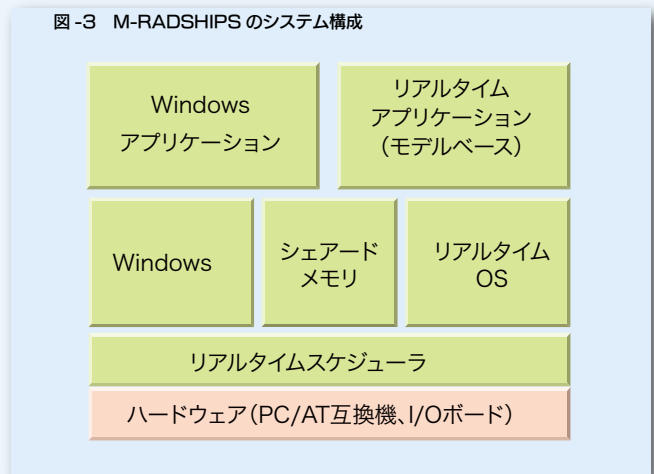 図-3 M-RADSHIPS のシステム構成
Windows
アプリケーション
リアルタイム
アプリケーション
（モデルベース）
Windows
シェアード
メモリ
リアルタイム
OS
リアルタイムスケジューラ
ハードウェア（PC/AT互換機、I/Oボード）